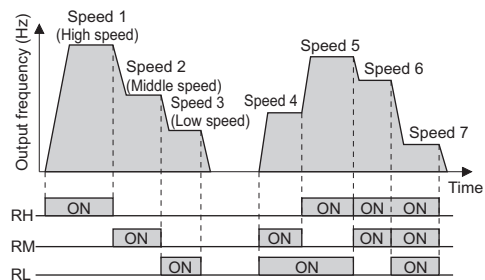 Output frequency (Hz)
Speed 1
(High speed)
Speed 2
(Middle speed)
Speed 3
(Low speed)
Speed 4
Speed 5
Speed 6
Speed 7
Time
RH
ON
ON
ON
ON
RM
ON
ON
ON
ON
RL
ON
ON
ON